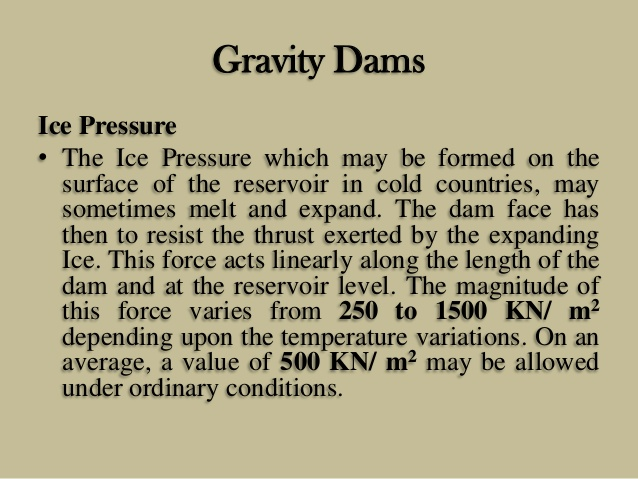 Gravity Dams
Ice Pressure
• The Ice Pressure which may be formed on the
surface of the reservoir in cold countries, may
sometimes melt and expand. The dam face has
then to resist the thrust exerted by the expanding
Ice. This force acts linearly along the length of the
dam and at the reservoir level. The magnitude of
this force varies from 250 to 1500 KN/ m²
depending upon the temperature variations. On an
average, a value of 500 KN/ m² may be allowed
under ordinary conditions.